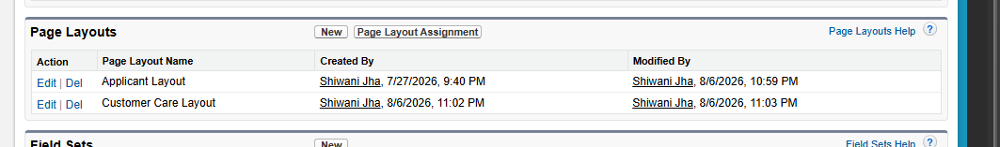 Page Layouts New Page Layout Assignment Page Layouts Help ?
Action Page Layout Name Created By Modified By
Edit | Del Applicant Layout Shiwani Jha, 7/27/2026, 9:40 PM Shiwani Jha, 8/6/2026, 10:59 PM
Edit | Del Customer Care Layout Shiwani Jha, 8/6/2026, 11:02 PM Shiwani Jha, 8/6/2026, 11:03 PM
Field Sets New Field Sets Help ?